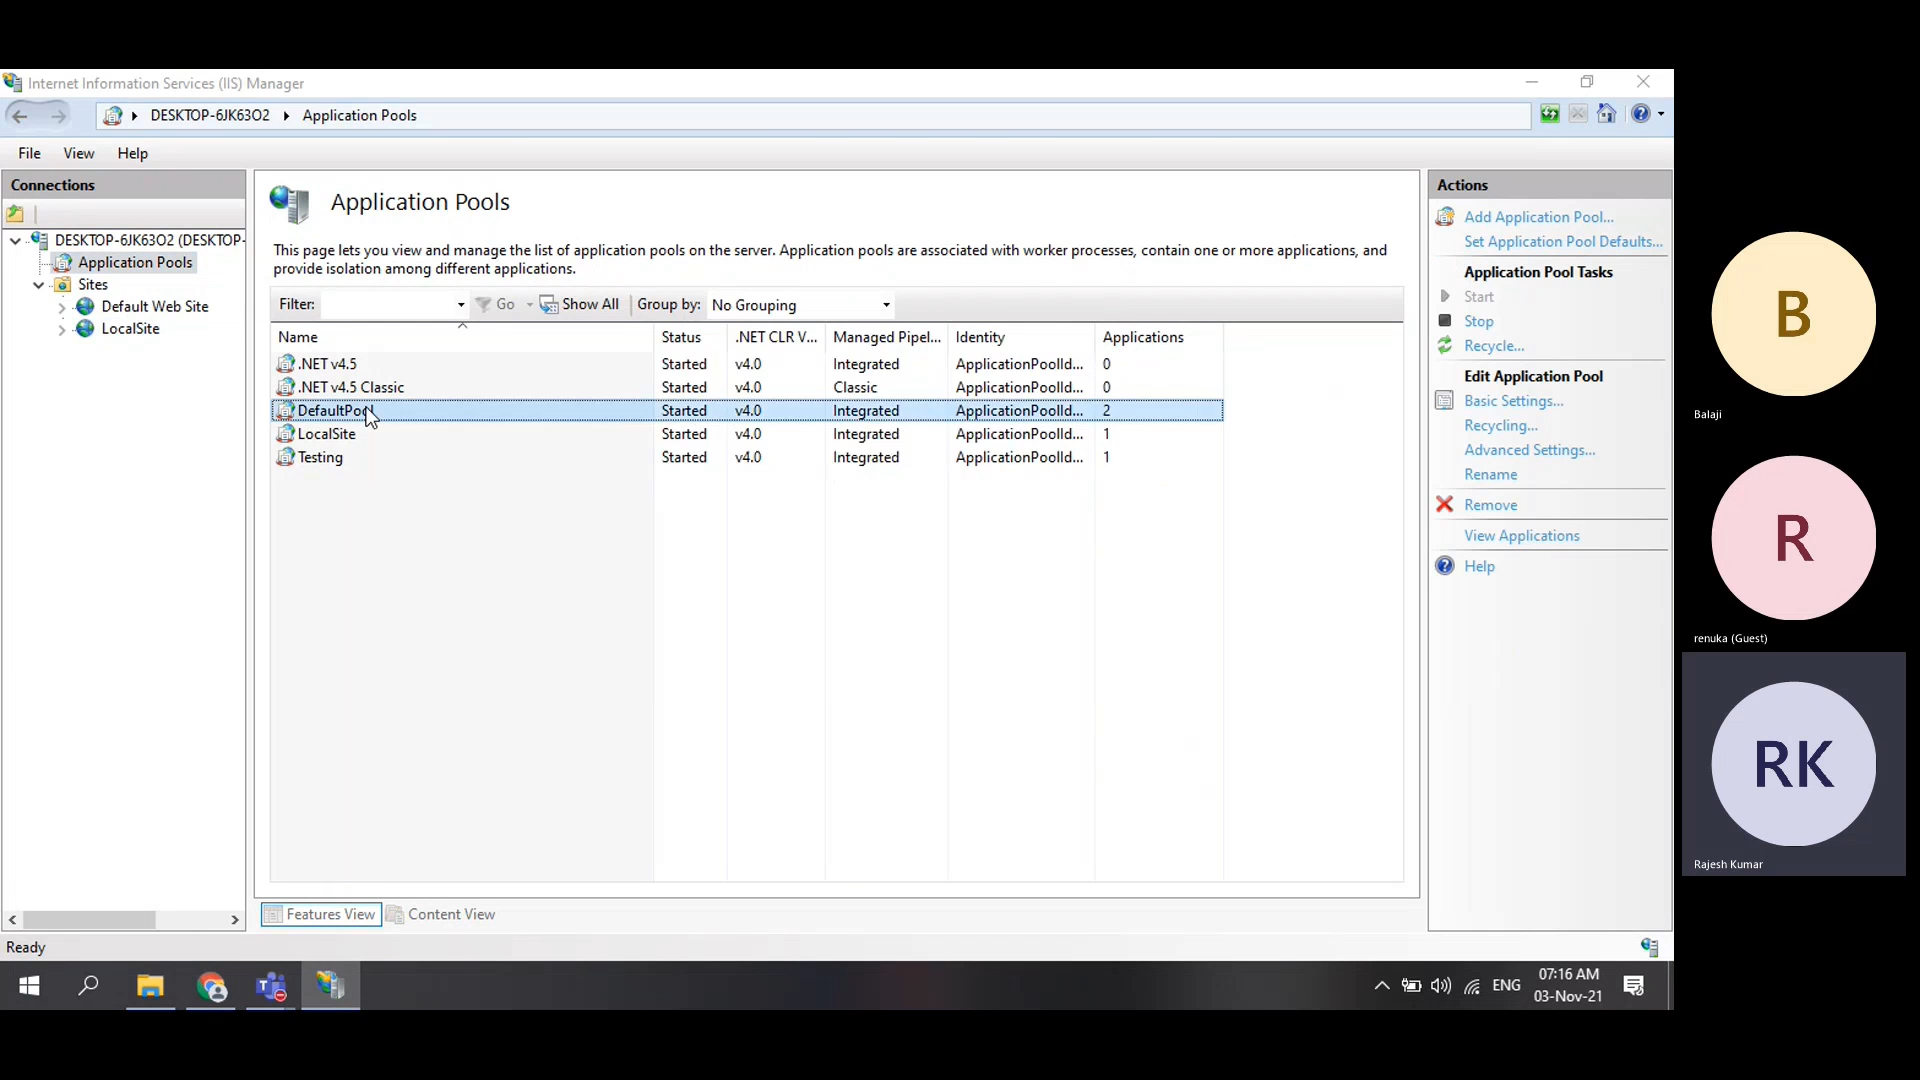 Internet Information Services (IIS) Manager
DESKTOP-6JK63O2 Application Pools
File View Help
Connections
DESKTOP-6JK63O2 (DESKTOP-
Application Pools
Sites
Default Web Site
LocalSite
Application Pools
This page lets you view and manage the list of application pools on the server. Application pools are associated with worker processes, contain one or more applications, and
provide isolation among different applications.
Filter: Go Show All Group by: No Grouping
Name Status .NET CLR V... Managed Pipel... Identity Applications
.NET v4.5 Started v4.0 Integrated ApplicationPoolId... 0
.NET v4.5 Classic Started v4.0 Classic ApplicationPoolId... 0
DefaultPool Started v4.0 Integrated ApplicationPoolId... 2
LocalSite Started v4.0 Integrated ApplicationPoolId... 1
Testing Started v4.0 Integrated ApplicationPoolId... 1
Features View Content View
Actions
Add Application Pool...
Set Application Pool Defaults...
Application Pool Tasks
Start
Stop
Recycle...
Edit Application Pool
Basic Settings...
Recycling...
Advanced Settings...
Rename
Remove
View Applications
Help
Ready
ENG
07:16 AM
03-Nov-21
B
Balaji
R
renuka (Guest)
RK
Rajesh Kumar